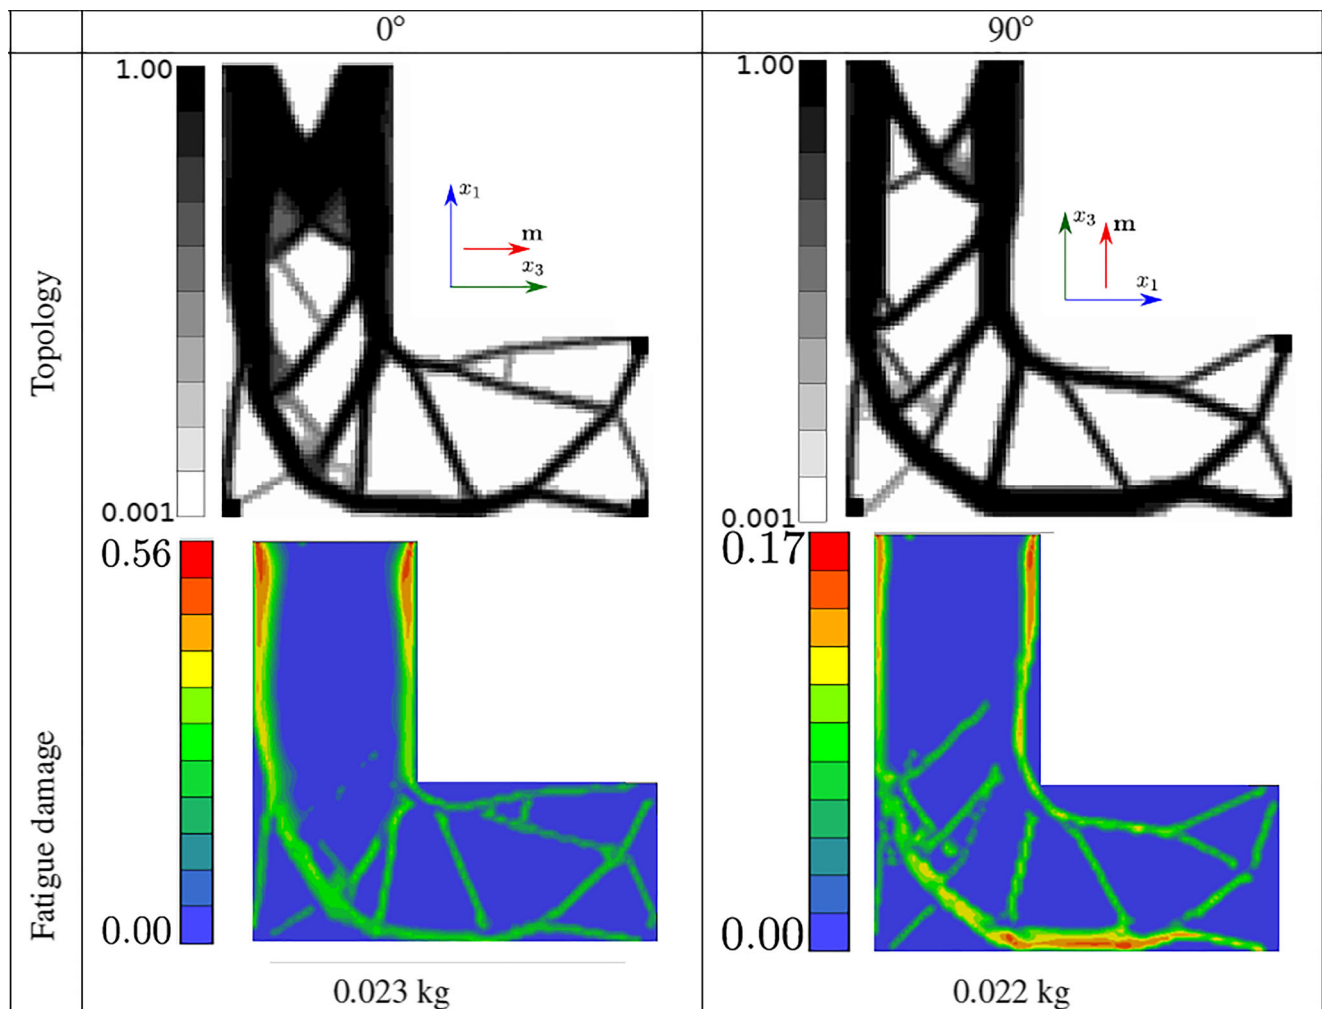 0°
90°
Topology
1.00
0.001
x₁
m
x₃
1.00
0.001
x₃
m
x₁
Fatigue damage
0.56
0.00
0.17
0.00
0.023 kg
0.022 kg